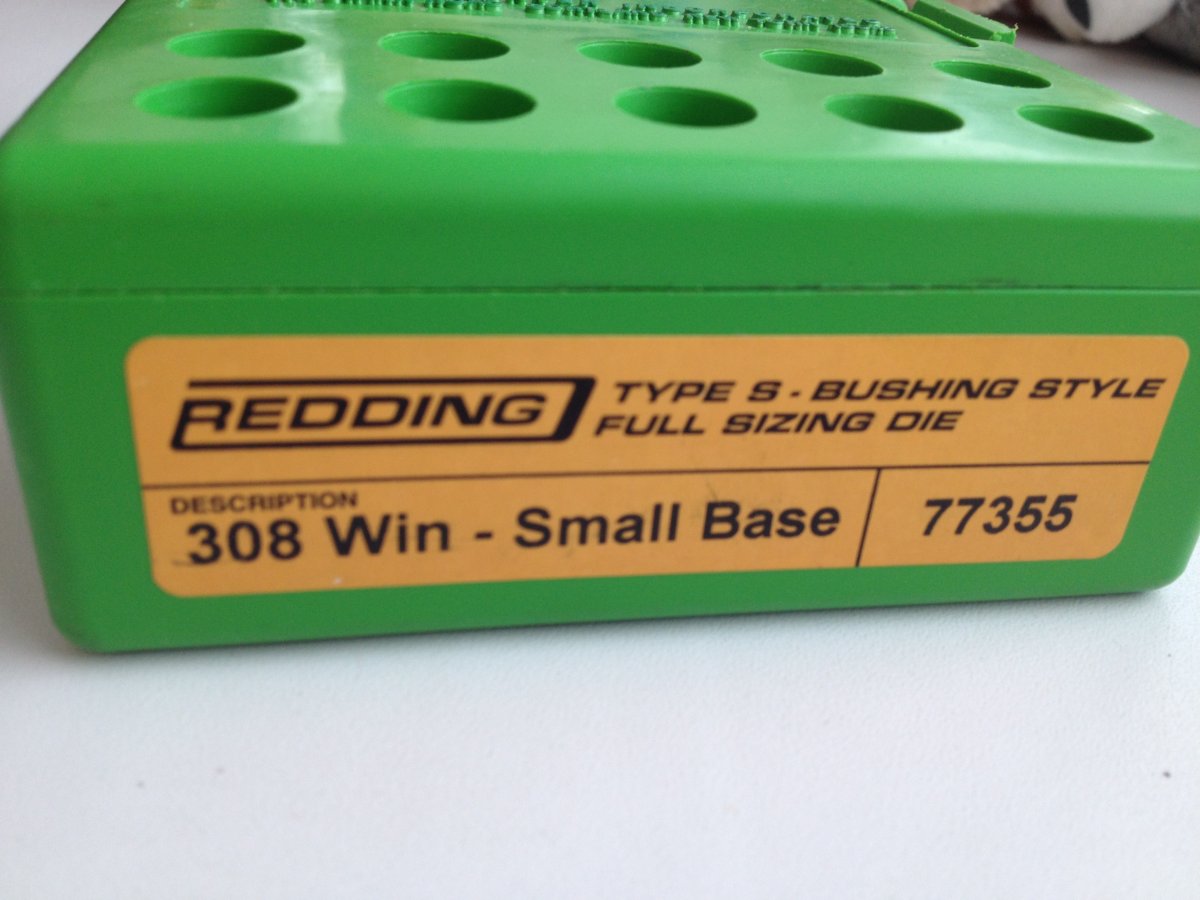 REDDING
TYPE S - BUSHING STYLE
FULL SIZING DIE
DESCRIPTION
308 Win - Small Base
77355